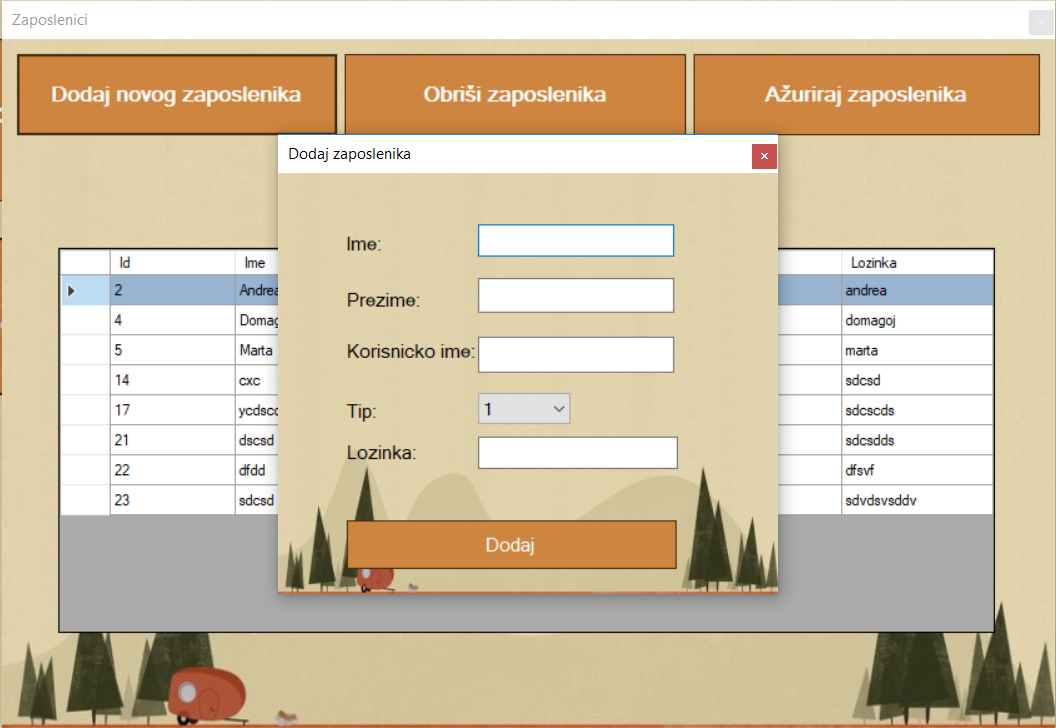 Zaposlenici
Dodaj novog zaposlenika
Obriši zaposlenika
Ažuriraj zaposlenika
Dodaj zaposlenika
Ime:
Prezime:
Korisnicko ime:
Tip:
1
Lozinka:
Dodaj
Id Ime Lozinka
2 Andrea andrea
4 Domag domagoj
5 Marta marta
14 cxc sdcsd
17 ycdscd sdcscds
21 dscsd sdcsdds
22 dfdd dfsvf
23 sdcsd sdvdsvsddv